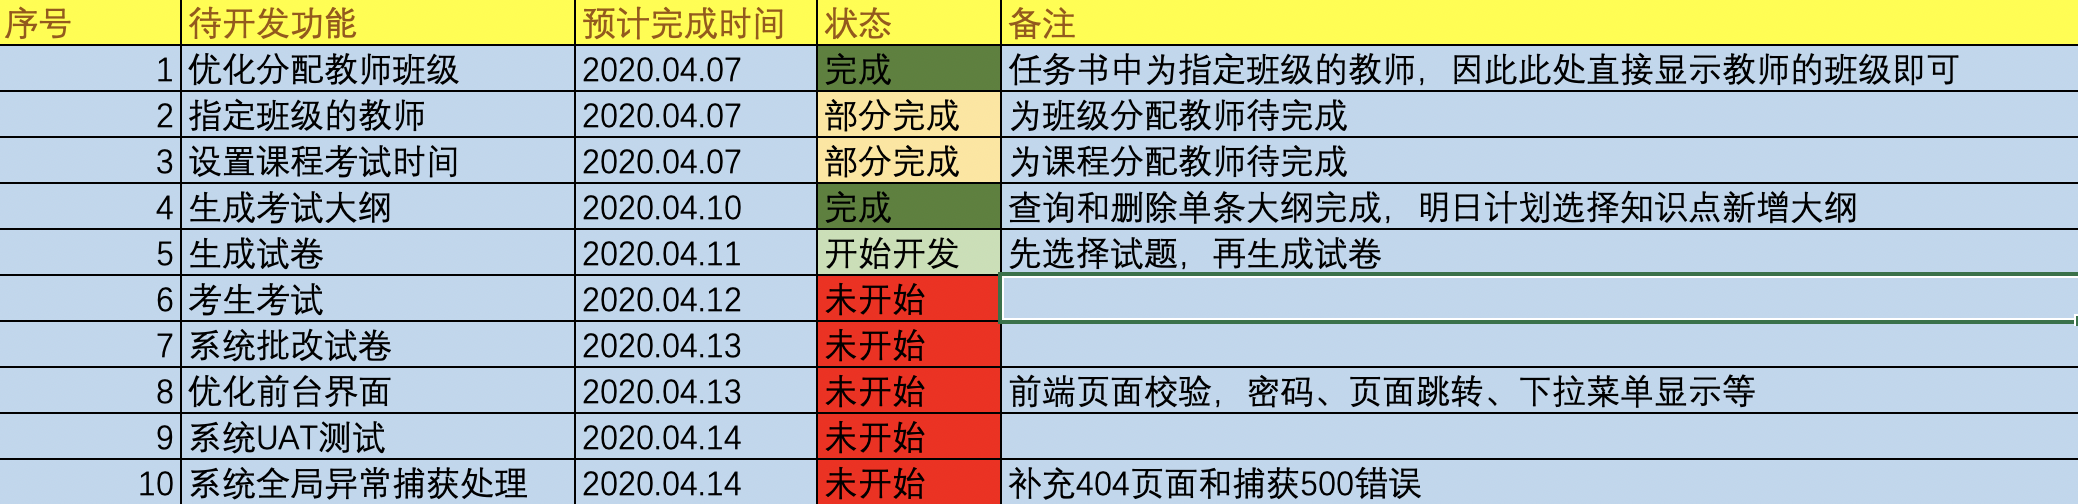 序号 待开发功能 预计完成时间 状态 备注
1 优化分配教师班级 2020.04.07 完成 任务书中为指定班级的教师，因此此处直接显示教师的班级即可
2 指定班级的教师 2020.04.07 部分完成 为班级分配教师待完成
3 设置课程考试时间 2020.04.07 部分完成 为课程分配教师待完成
4 生成考试大纲 2020.04.10 完成 查询和删除单条大纲完成，明日计划选择知识点新增大纲
5 生成试卷 2020.04.11 开始开发 先选择试题，再生成试卷
6 考生考试 2020.04.12 未开始
7 系统批改试卷 2020.04.13 未开始
8 优化前台界面 2020.04.13 未开始 前端页面校验，密码、页面跳转、下拉菜单显示等
9 系统UAT测试 2020.04.14 未开始
10 系统全局异常捕获处理 2020.04.14 未开始 补充404页面和捕获500错误